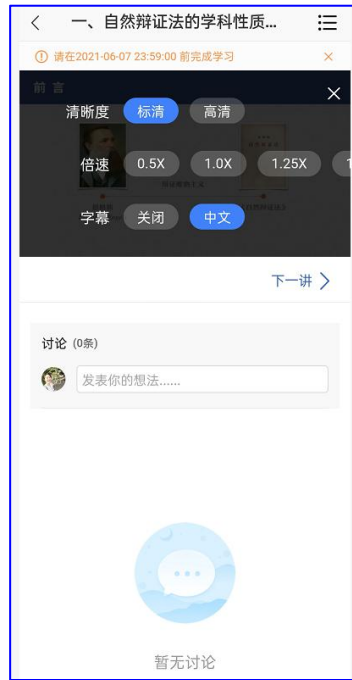 一、自然辩证法的学科性质...
请在2021-06-07 23:59:00 前完成学习
前 言
清晰度 标清 高清
倍速 0.5X 1.0X 1.25X 1
字幕 关闭 中文
下一讲
讨论 (0条)
发表你的想法......
暂无讨论